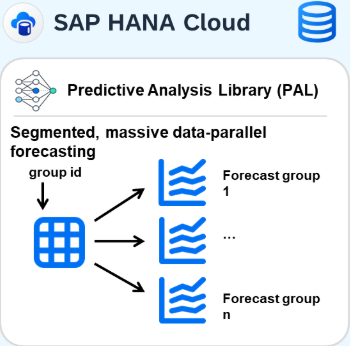 SAP HANA Cloud
Predictive Analysis Library (PAL)
Segmented, massive data-parallel
forecasting
group id
Forecast group
1
...
Forecast group
n